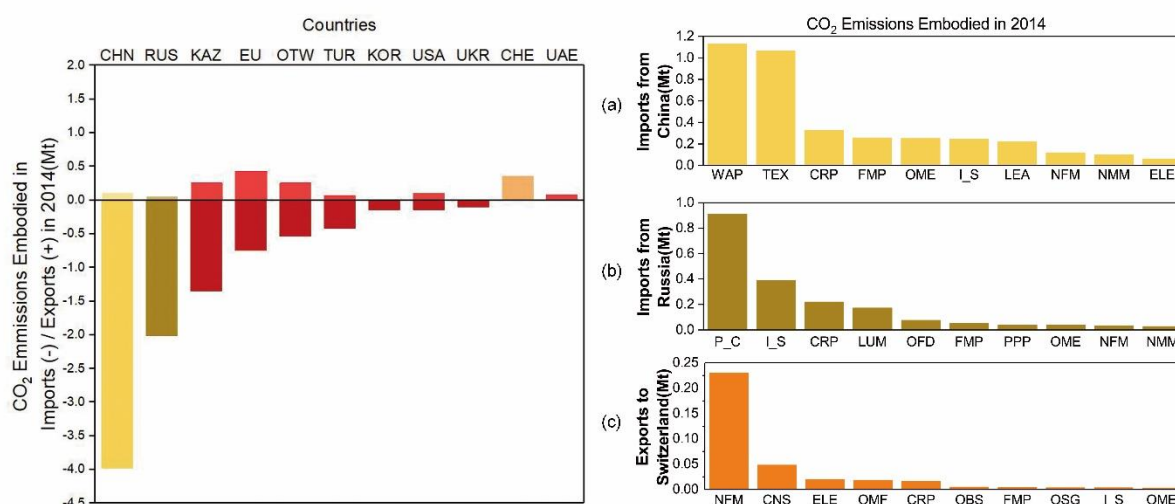 Countries
CHN RUS KAZ EU OTW TUR KOR USA UKR CHE UAE
CO₂ Emmissions Embodied in
Imports (-) / Exports (+) in 2014(Mt)
2.0
1.5
1.0
0.5
0.0
-0.5
-1.0
-1.5
-2.0
-2.5
-3.0
-3.5
-4.0
-4.5
CO₂ Emissions Embodied in 2014
(a)
Imports from
China(Mt)
1.2
1.0
0.8
0.6
0.4
0.2
0.0
WAP TEX CRP FMP OME I_S LEA NFM NMM ELE
(b)
Imports from
Russia(Mt)
1.0
0.8
0.6
0.4
0.2
0.0
P_C I_S CRP LUM OFD FMP PPP OME NFM NMM
(c)
Exports to
Switzerland(Mt)
0.25
0.20
0.15
0.10
0.05
0.00
NFM CNS ELE OMF CRP OBS FMP OSG I_S OME